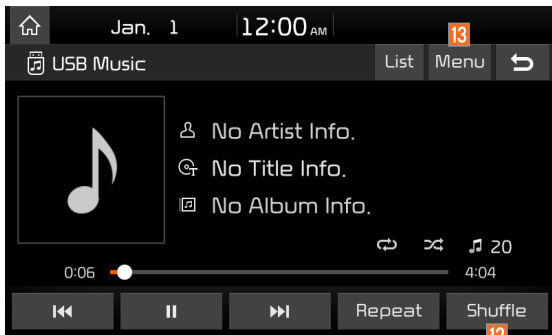 Jan. 1 12:00 AM
13
USB Music List Menu
No Artist Info.
No Title Info.
No Album Info.
20
0:06 4:04
Repeat Shuffle
12